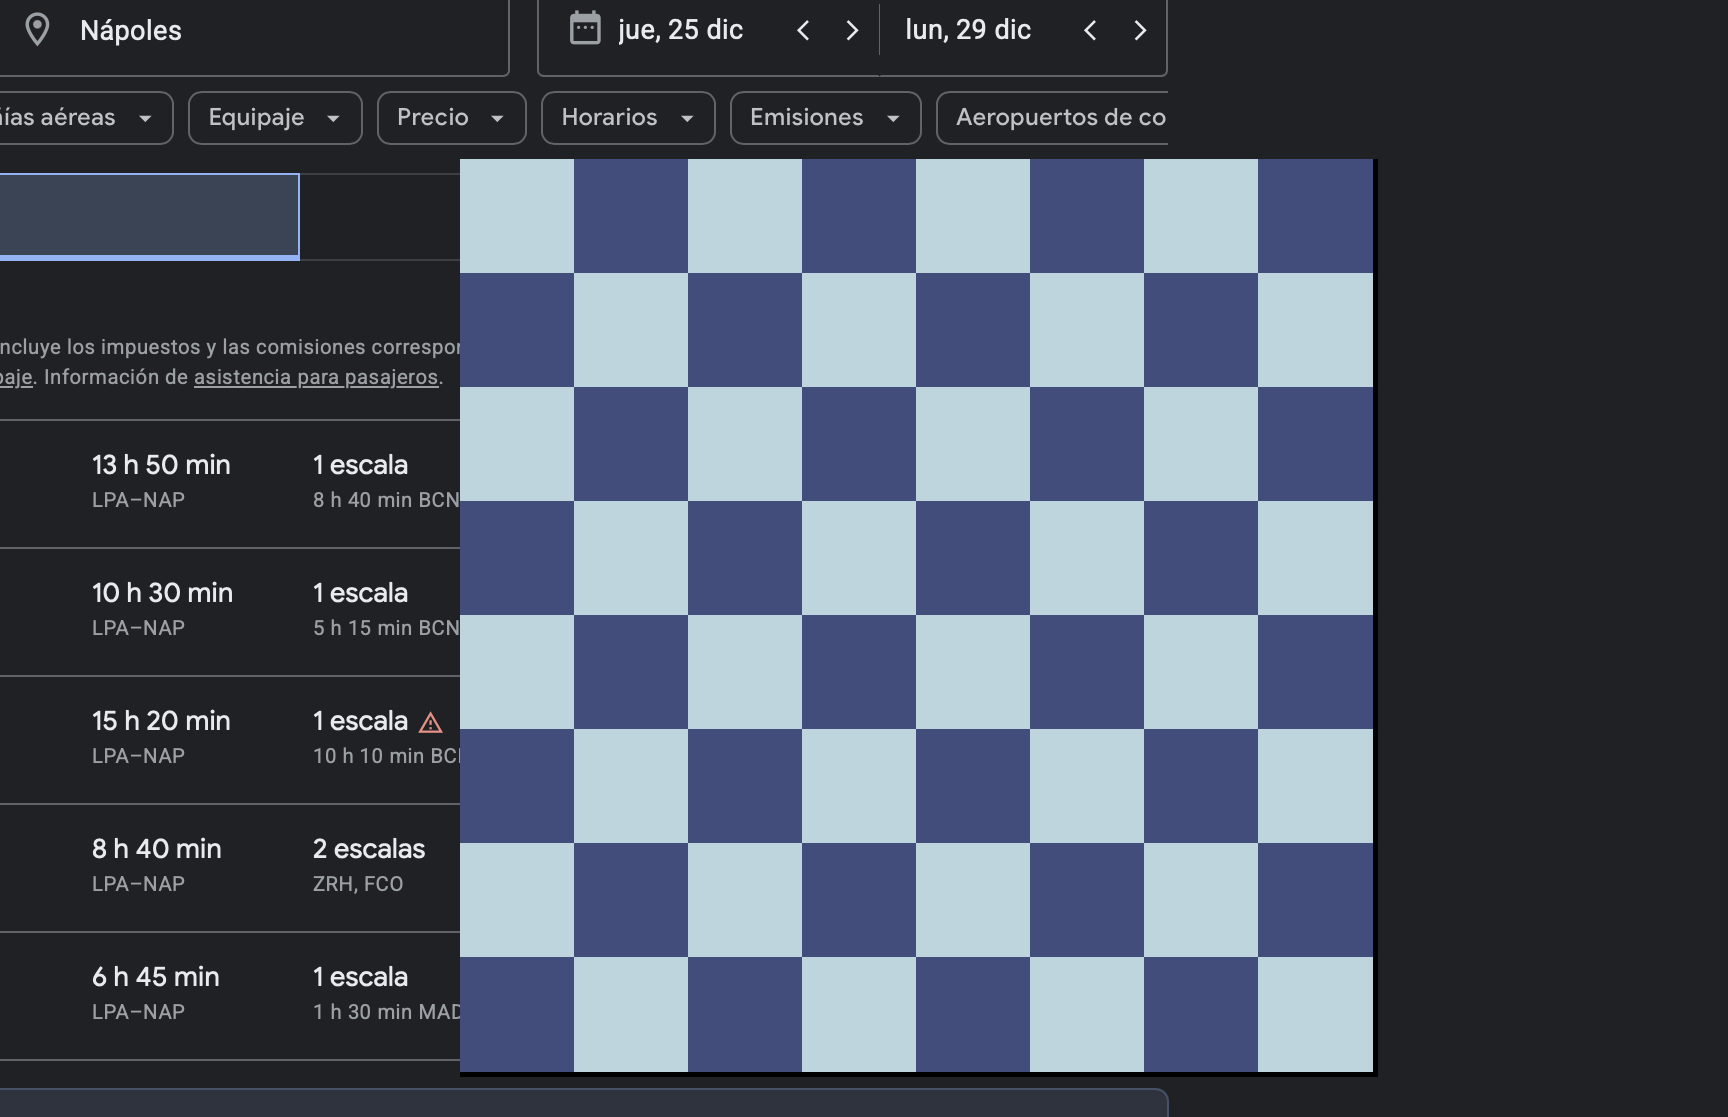 Nápoles
jue, 25 dic
lun, 29 dic
ías aéreas
Equipaje
Precio
Horarios
Emisiones
Aeropuertos de co
ncluye los impuestos y las comisiones correspon
paje. Información de asistencia para pasajeros.
13 h 50 min
1 escala
LPA–NAP
8 h 40 min BCN
10 h 30 min
1 escala
LPA–NAP
5 h 15 min BCN
15 h 20 min
1 escala
LPA–NAP
10 h 10 min BC
8 h 40 min
2 escalas
LPA–NAP
ZRH, FCO
6 h 45 min
1 escala
LPA–NAP
1 h 30 min MAD